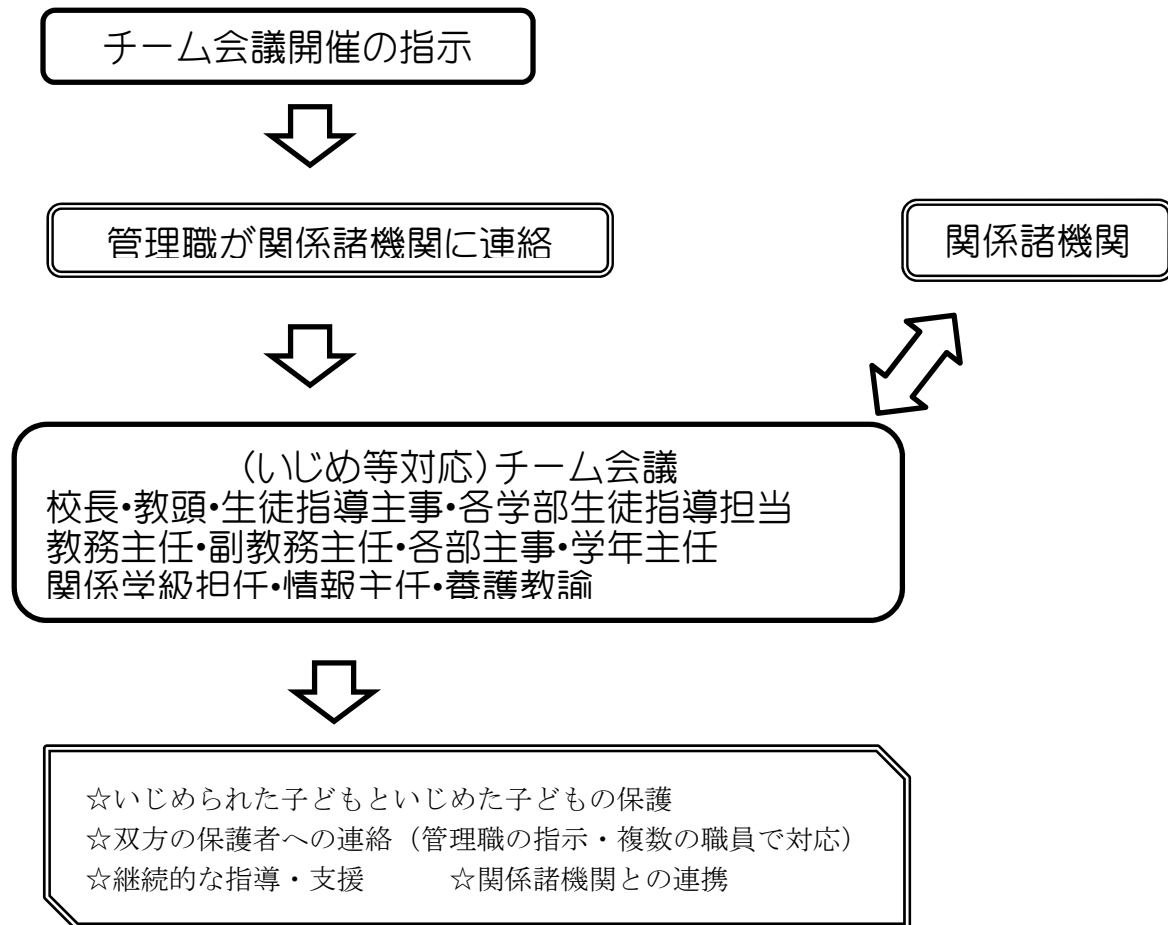 チーム会議開催の指示
管理職が関係諸機関に連絡
関係諸機関
(いじめ等対応)チーム会議
校長・教頭・生徒指導主事・各学部生徒指導担当
教務主任・副教務主任・各部主事・学年主任
関係学級担任・情報主任・養護教諭
☆いじめられた子どもといじめた子どもの保護
☆双方の保護者への連絡（管理職の指示・複数の職員で対応）
☆継続的な指導・支援　　　☆関係諸機関との連携